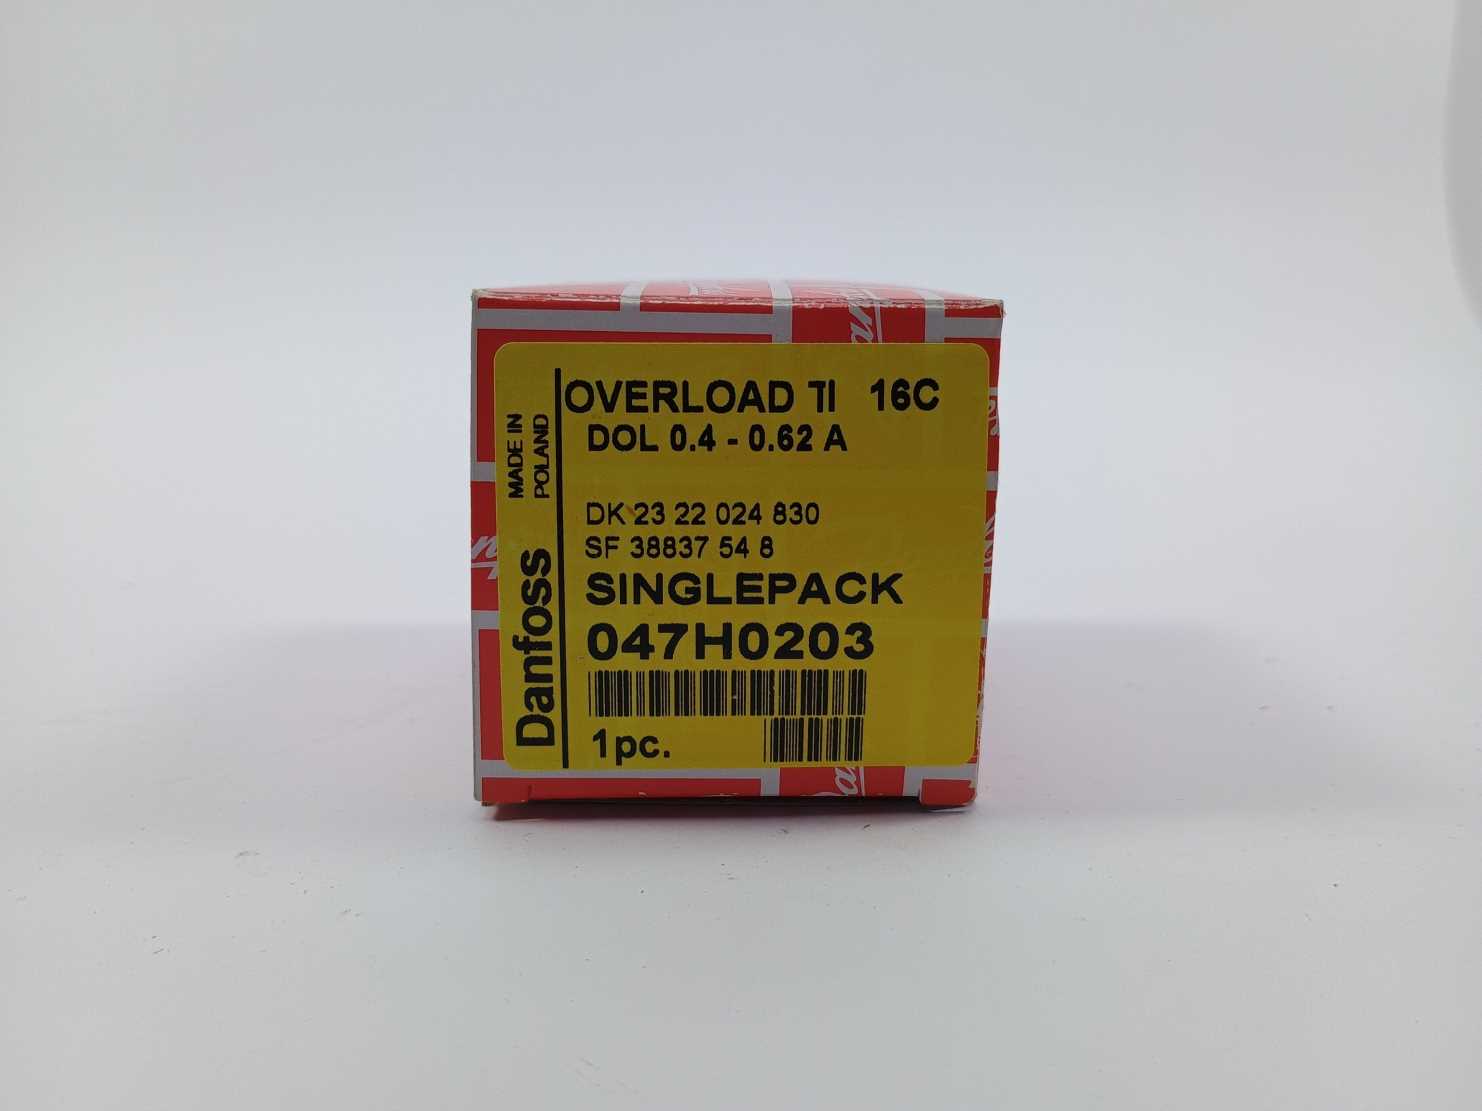 OVERLOAD TI 16C
DOL 0.4 - 0.62 A
MADE IN
POLAND
DK 23 22 024 830
SF 38837 54 8
SINGLEPACK
047H0203
Danfoss
1pc.